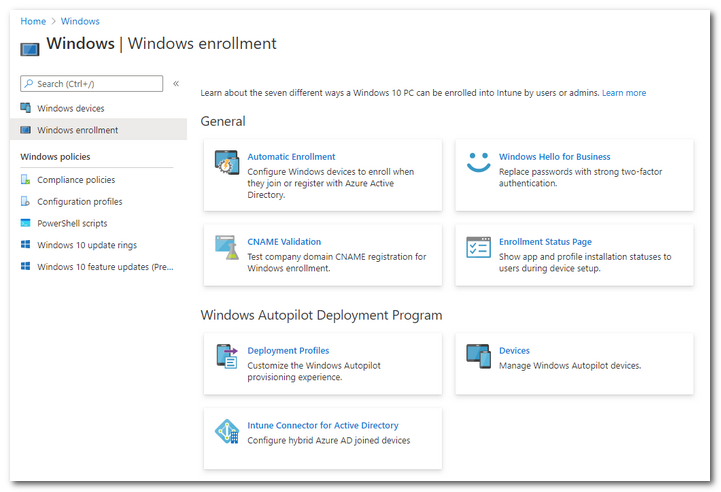 Home > Windows
Windows | Windows enrollment
Search (Ctrl+/)
«
Windows devices
Windows enrollment
Windows policies
Compliance policies
Configuration profiles
PowerShell scripts
Windows 10 update rings
Windows 10 feature updates (Pre...
Learn about the seven different ways a Windows 10 PC can be enrolled into Intune by users or admins. Learn more
General
Automatic Enrollment
Configure Windows devices to enroll when
they join or register with Azure Active
Directory.
Windows Hello for Business
Replace passwords with strong two-factor
authentication.
CNAME Validation
Test company domain CNAME registration for
Windows enrollment.
Enrollment Status Page
Show app and profile installation statuses to
users during device setup.
Windows Autopilot Deployment Program
Deployment Profiles
Customize the Windows Autopilot
provisioning experience.
Devices
Manage Windows Autopilot devices.
Intune Connector for Active Directory
Configure hybrid Azure AD joined devices